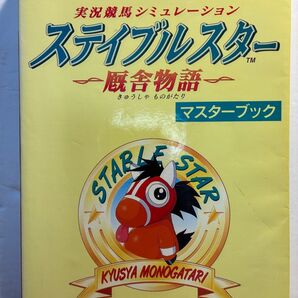 実況競馬シミュレーション
ステイブルスター™
～厩舎物語～
きゅうしゃ ものがたり
マスターブック
STABLE STAR
KYUSYA MONOGATARI